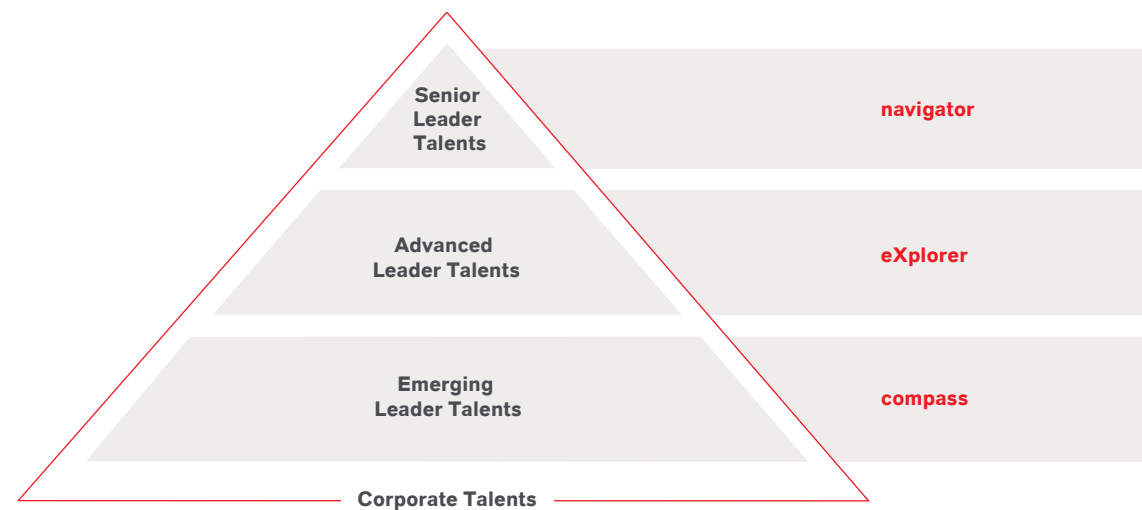 Senior
Leader
Talents
navigator
Advanced
Leader Talents
eXplorer
Emerging
Leader Talents
compass
Corporate Talents